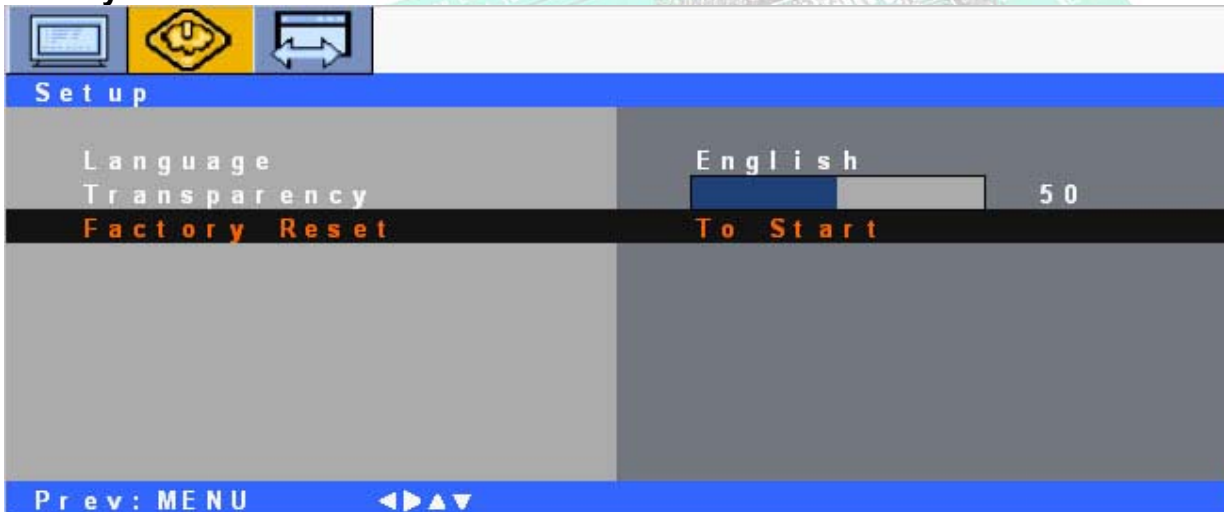 Setup
Language English
Transparency 50
Factory Reset To Start
Prev: MENU ◀▶▲▼